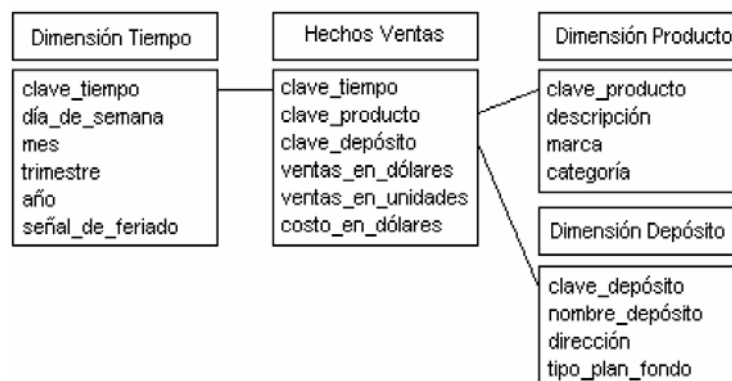 Dimensión Tiempo
clave_tiempo
día_de_semana
mes
trimestre
año
señal_de_feriado
Hechos Ventas
clave_tiempo
clave_producto
clave_depósito
ventas_en_dólares
ventas_en_unidades
costo_en_dólares
Dimensión Producto
clave_producto
descripción
marca
categoría
Dimensión Depósito
clave_depósito
nombre_depósito
dirección
tipo_plan_fondo